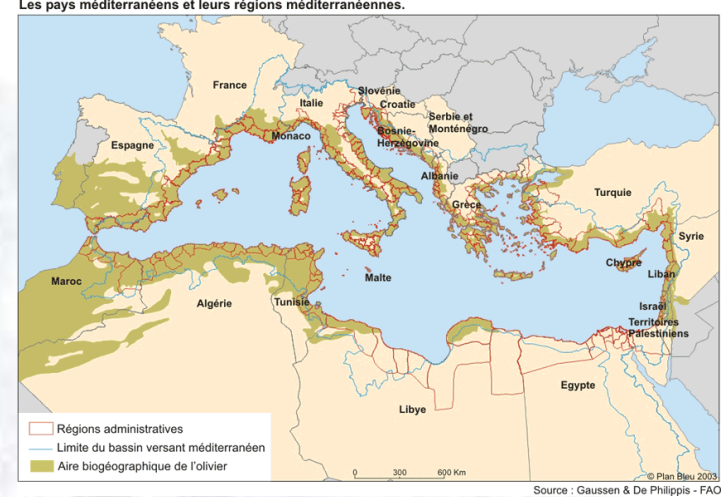 Les pays méditerranéens et leurs régions méditerranéennes.
France
Slovénie
Italie
Croatie
Serbie et
Monténégro
Monaco
Bosnie-
Herzégovine
Espagne
Albanie
Turquie
Grèce
Syrie
Chypre
Liban
Malte
Maroc
Algérie
Tunisie
Israël
Territoires
Palestiniens
Egypte
Libye
Régions administratives
Limite du bassin versant méditerranéen
Aire biogéographique de l'olivier
0 300 600 Km
© Plan Bleu 2003
Source : Gaussen & De Philippis - FAO